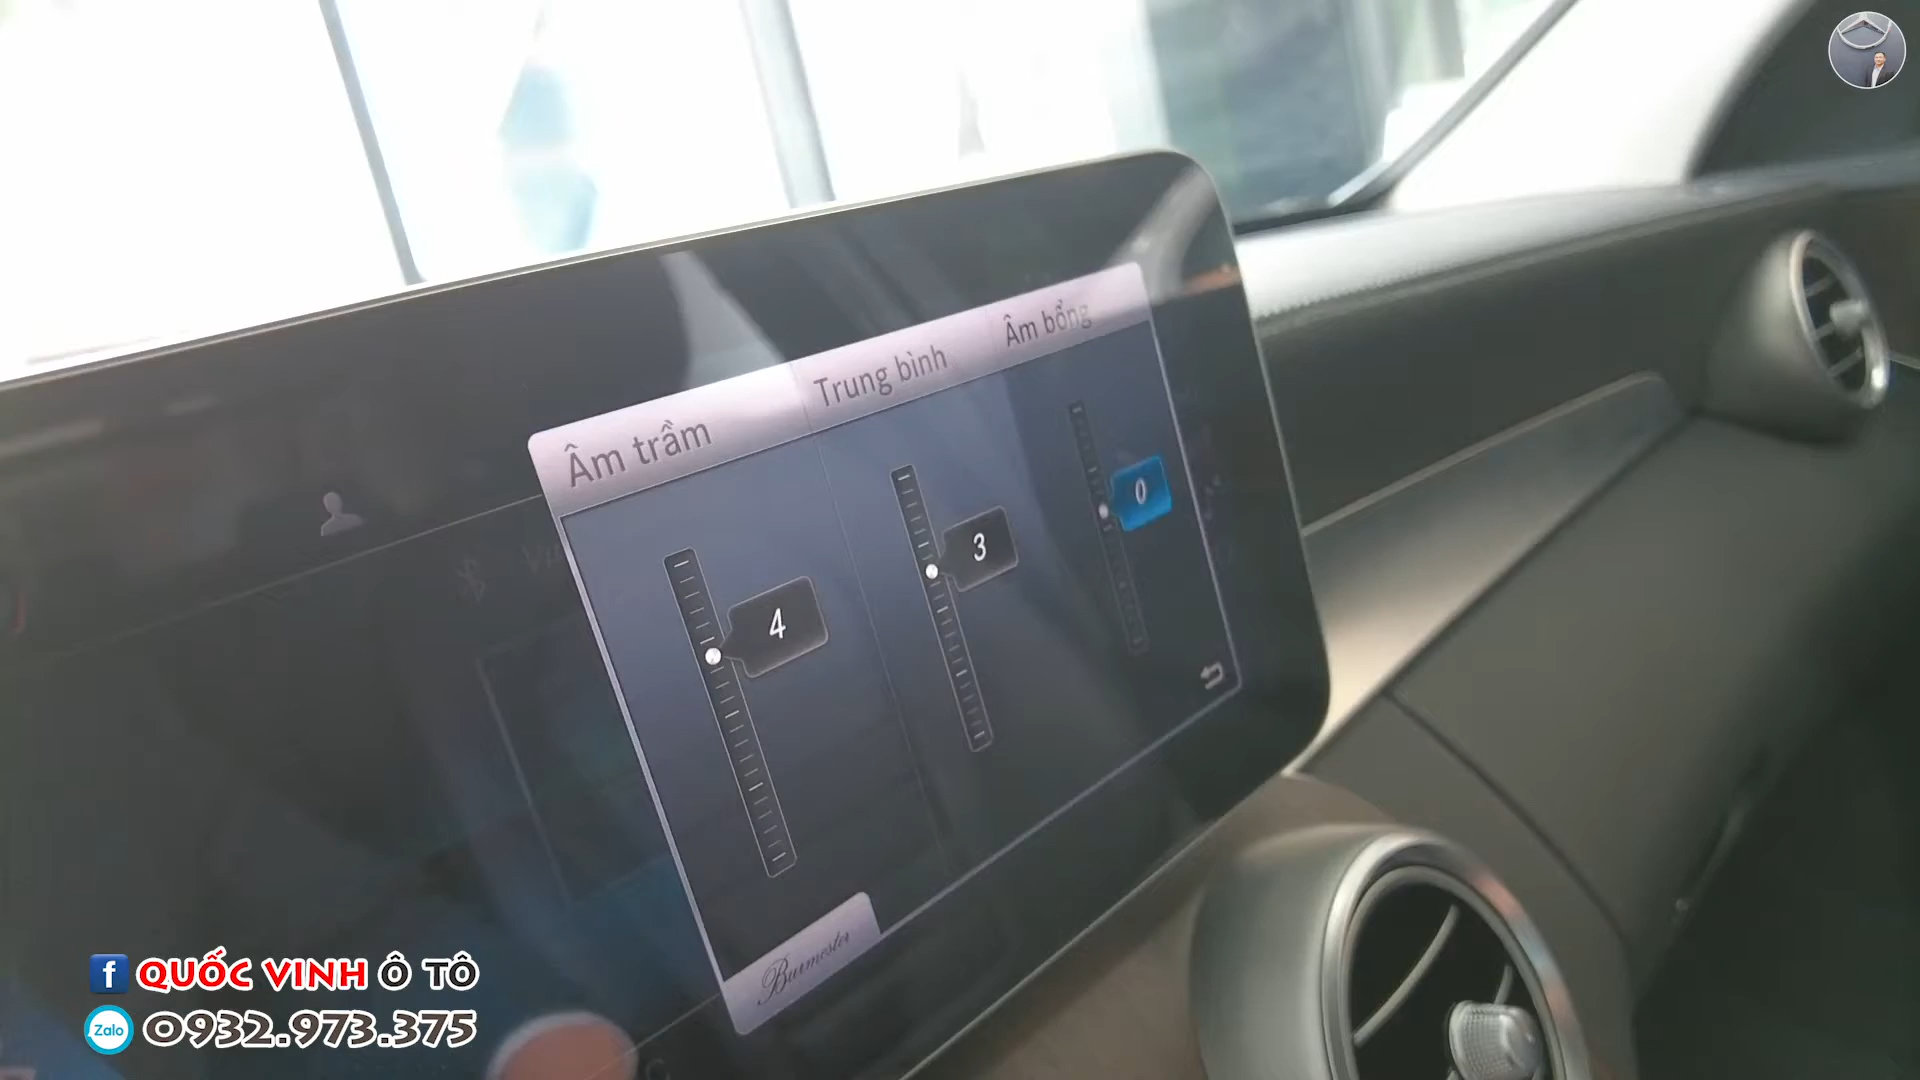 Âm trầm
Trung bình
Âm bổng
4
3
0
Burmester
QUỐC VINH Ô TÔ
Zalo
0932.973.375